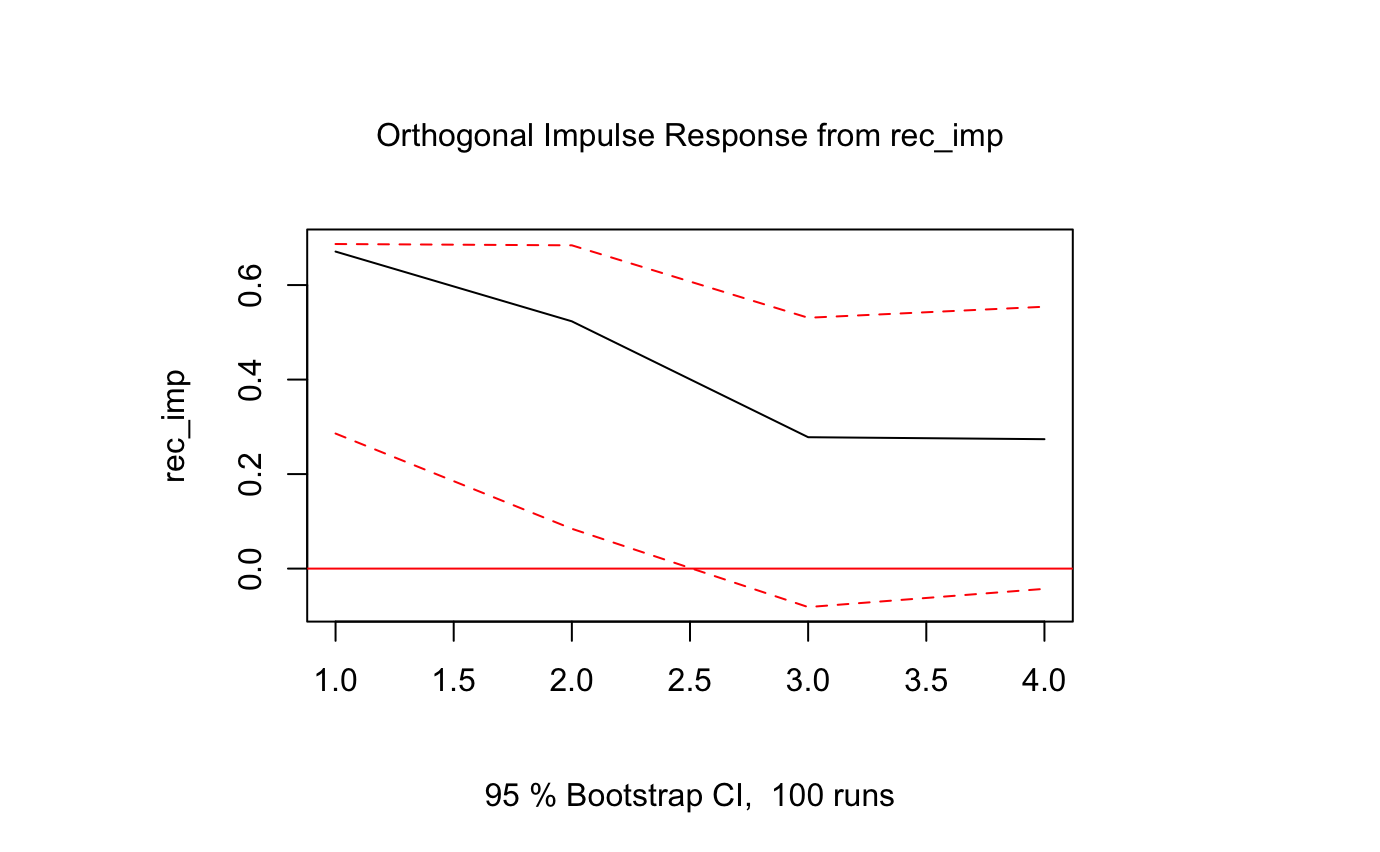 Orthogonal Impulse Response from rec_imp
rec_imp
0.6
0.4
0.2
0.0
1.0 1.5 2.0 2.5 3.0 3.5 4.0
95 % Bootstrap CI,  100 runs